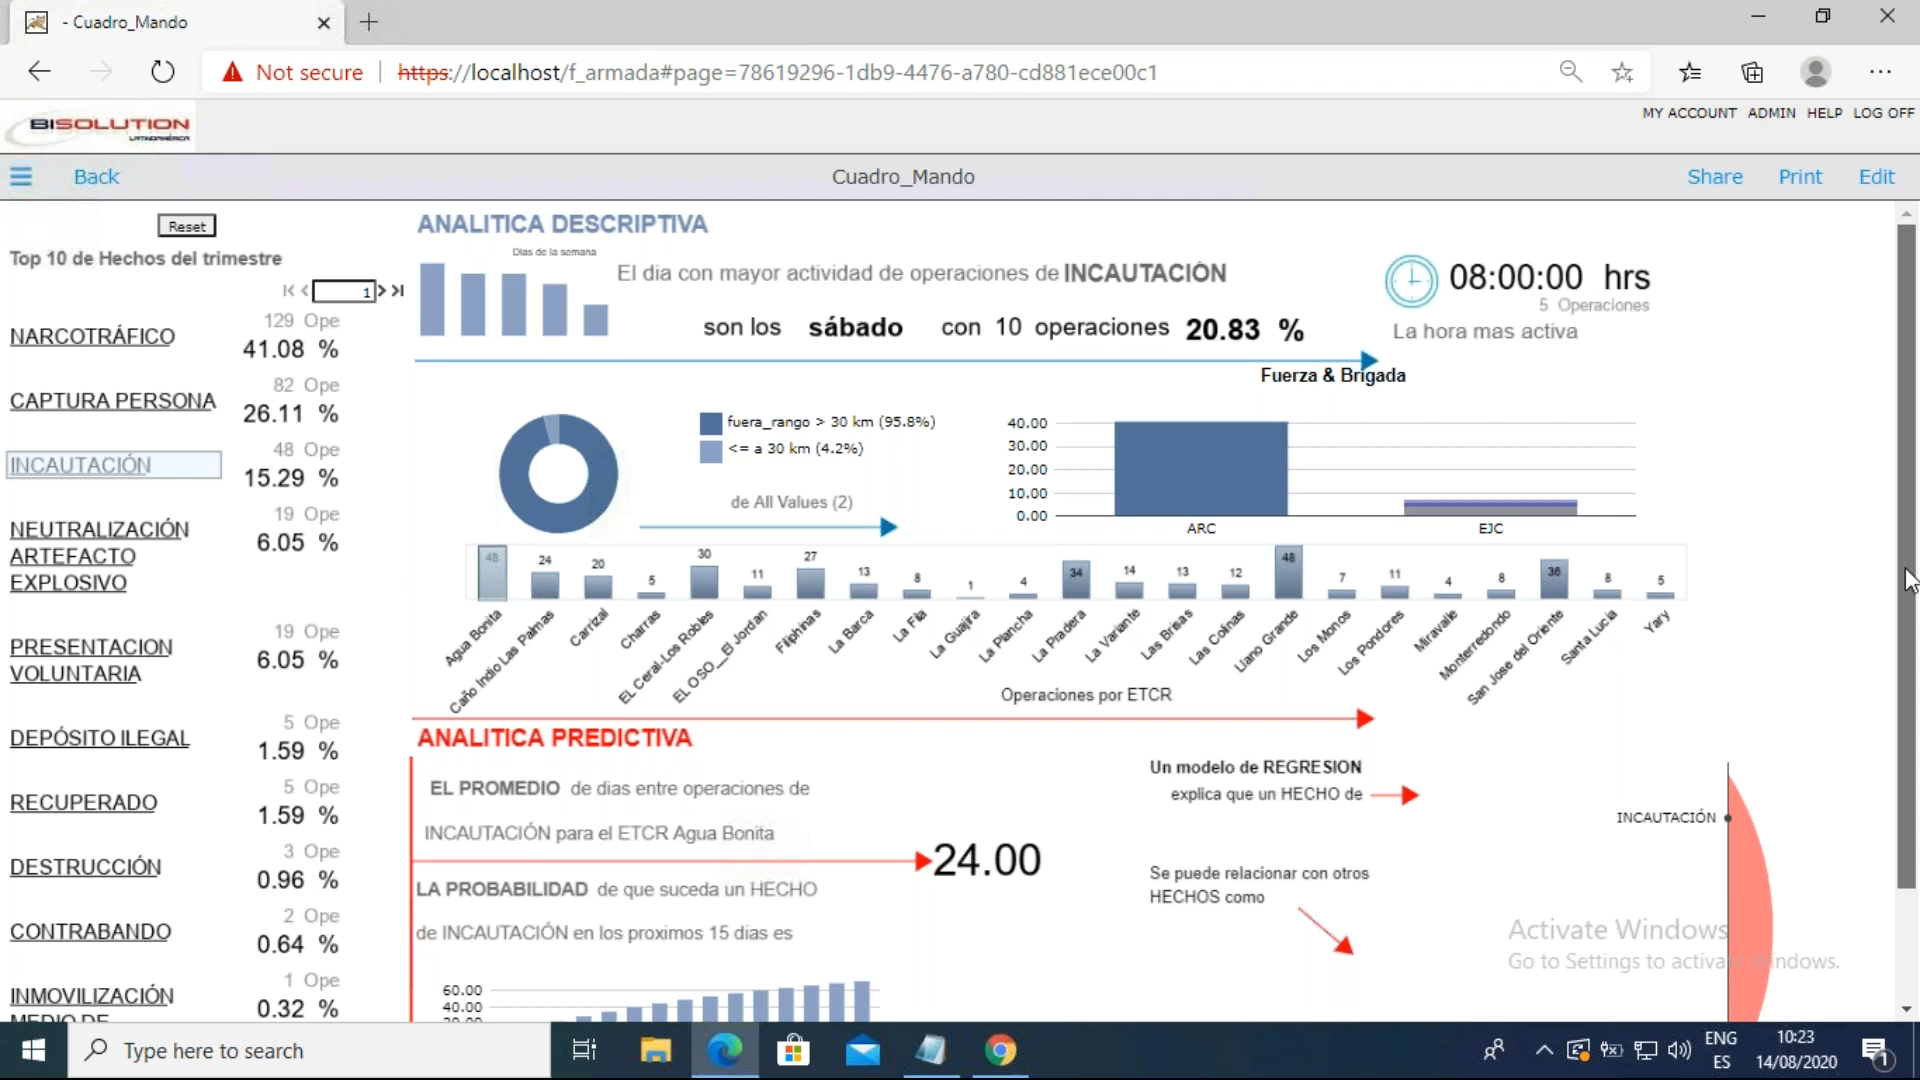 - Cuadro_Mando
Not secure
https://localhost/f_armada#page=78619296-1db9-4476-a780-cd881ece00c1
BISOLUTION
LATINOAMÉRICA
MY ACCOUNT ADMIN HELP LOG OFF
Back
Cuadro_Mando
Share Print Edit
Reset
Top 10 de Hechos del trimestre
1
NARCOTRÁFICO
129 Ope
41.08 %
CAPTURA PERSONA
82 Ope
26.11 %
INCAUTACIÓN
48 Ope
15.29 %
NEUTRALIZACIÓN
ARTEFACTO
EXPLOSIVO
19 Ope
6.05 %
PRESENTACION
VOLUNTARIA
19 Ope
6.05 %
DEPÓSITO ILEGAL
5 Ope
1.59 %
RECUPERADO
5 Ope
1.59 %
DESTRUCCIÓN
3 Ope
0.96 %
CONTRABANDO
2 Ope
0.64 %
INMOVILIZACIÓN
MEDIO DE
1 Ope
0.32 %
ANALITICA DESCRIPTIVA
Dias de la semana
El dia con mayor actividad de operaciones de INCAUTACIÓN
son los sábado con 10 operaciones 20.83 %
08:00:00 hrs
5 Operaciones
La hora mas activa
Fuerza & Brigada
fuera_rango > 30 km (95.8%)
<= a 30 km (4.2%)
de All Values (2)
40.00
30.00
20.00
10.00
0.00
ARC
EJC
48 24 20 5 30 11 27 13 8 1 4 34 14 13 12 48 7 11 4 8 36 8 5
Agua Bonita
Caño Indio Las Palmas
Carrizal
Charras
EL Ceral-Los Robles
EL OSO__El Jordan
Filiphinas
La Barca
La Fila
La Guajira
La Plancha
La Pradera
La Variante
Las Brisas
Las Colinas
Llano Grande
Los Monos
Los Pondores
Miravalle
Monterredondo
San Jose del Oriente
Santa Lucia
Yary
Operaciones por ETCR
ANALITICA PREDICTIVA
EL PROMEDIO de dias entre operaciones de
INCAUTACIÓN para el ETCR Agua Bonita
24.00
LA PROBABILIDAD de que suceda un HECHO
de INCAUTACIÓN en los proximos 15 dias es
60.00
40.00
20.00
Un modelo de REGRESION
explica que un HECHO de
INCAUTACIÓN
Se puede relacionar con otros
HECHOS como
Activate Windows
Go to Settings to activate Windows.
Type here to search
ENG
ES
10:23
14/08/2020
1